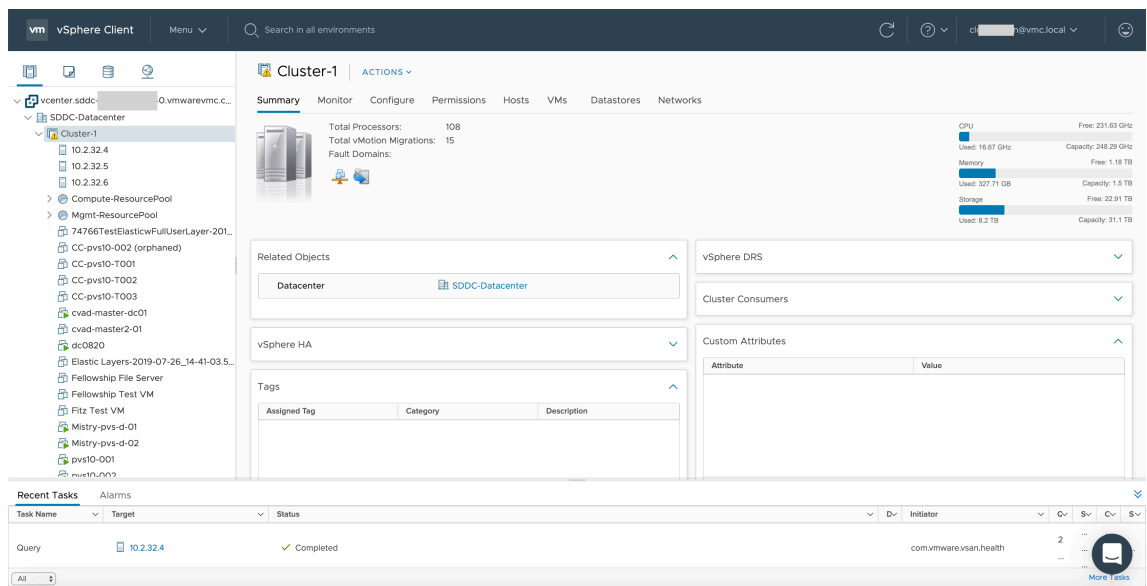 vm vSphere Client Menu Search in all environments cl n@vmc.local
Cluster-1 ACTIONS
vcenter.sddc- .0.vmwarevmc.c...
SDDC-Datacenter
Cluster-1
10.2.32.4
10.2.32.5
10.2.32.6
Compute-ResourcePool
Mgmt-ResourcePool
74766TestElasticwFullUserLayer-201...
CC-pvs10-002 (orphaned)
CC-pvs10-T001
CC-pvs10-T002
CC-pvs10-T003
cvad-master-dc01
cvad-master2-01
dc0820
Elastic Layers-2019-07-26_14-41-03.5...
Fellowship File Server
Fellowship Test VM
Fitz Test VM
Mistry-pvs-d-01
Mistry-pvs-d-02
pvs10-001
pvs10-002
Summary Monitor Configure Permissions Hosts VMs Datastores Networks
Total Processors: 108
Total vMotion Migrations: 15
Fault Domains:
CPU Free: 231.63 GHz
Used: 16.67 GHz Capacity: 248.29 GHz
Memory Free: 1.18 TB
Used: 327.71 GB Capacity: 1.5 TB
Storage Free: 22.91 TB
Used: 8.2 TB Capacity: 31.1 TB
Related Objects
Datacenter SDDC-Datacenter
vSphere HA
Tags
Assigned Tag Category Description
vSphere DRS
Cluster Consumers
Custom Attributes
Attribute Value
Recent Tasks Alarms
Task Name Target Status D Initiator Q S C S
Query 10.2.32.4 Completed com.vmware.vsan.health 2 ...
All More Tasks